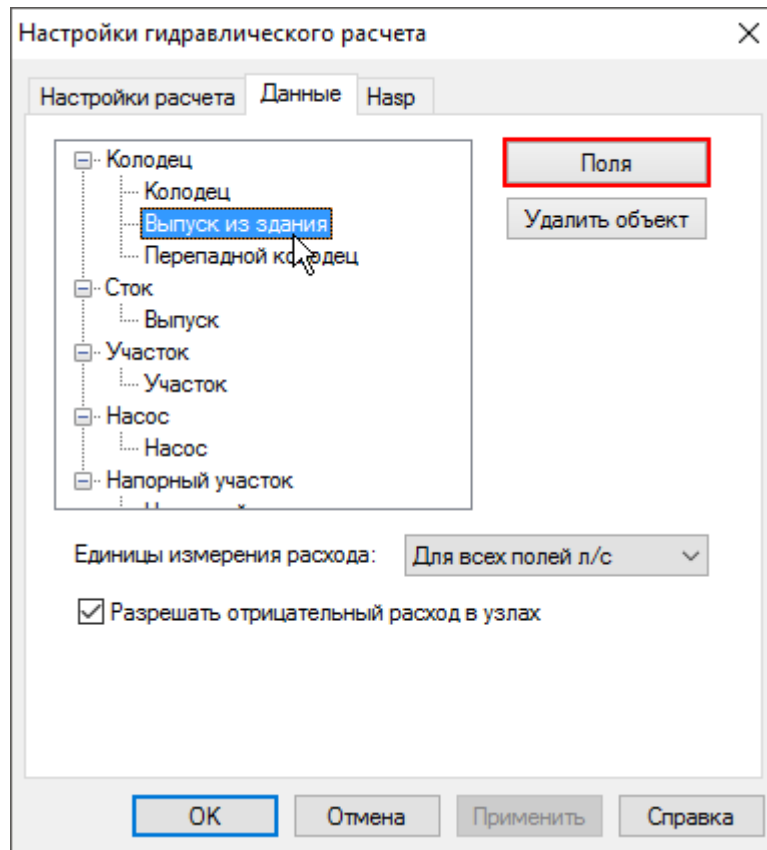 Настройки гидравлического расчета
Настройки расчета Данные Hasp
Колодец
Колодец
Выпуск из здания
Перепадной колодец
Сток
Выпуск
Участок
Участок
Насос
Насос
Напорный участок
Поля
Удалить объект
Единицы измерения расхода: Для всех полей л/с
Разрешать отрицательный расход в узлах
OK Отмена Применить Справка